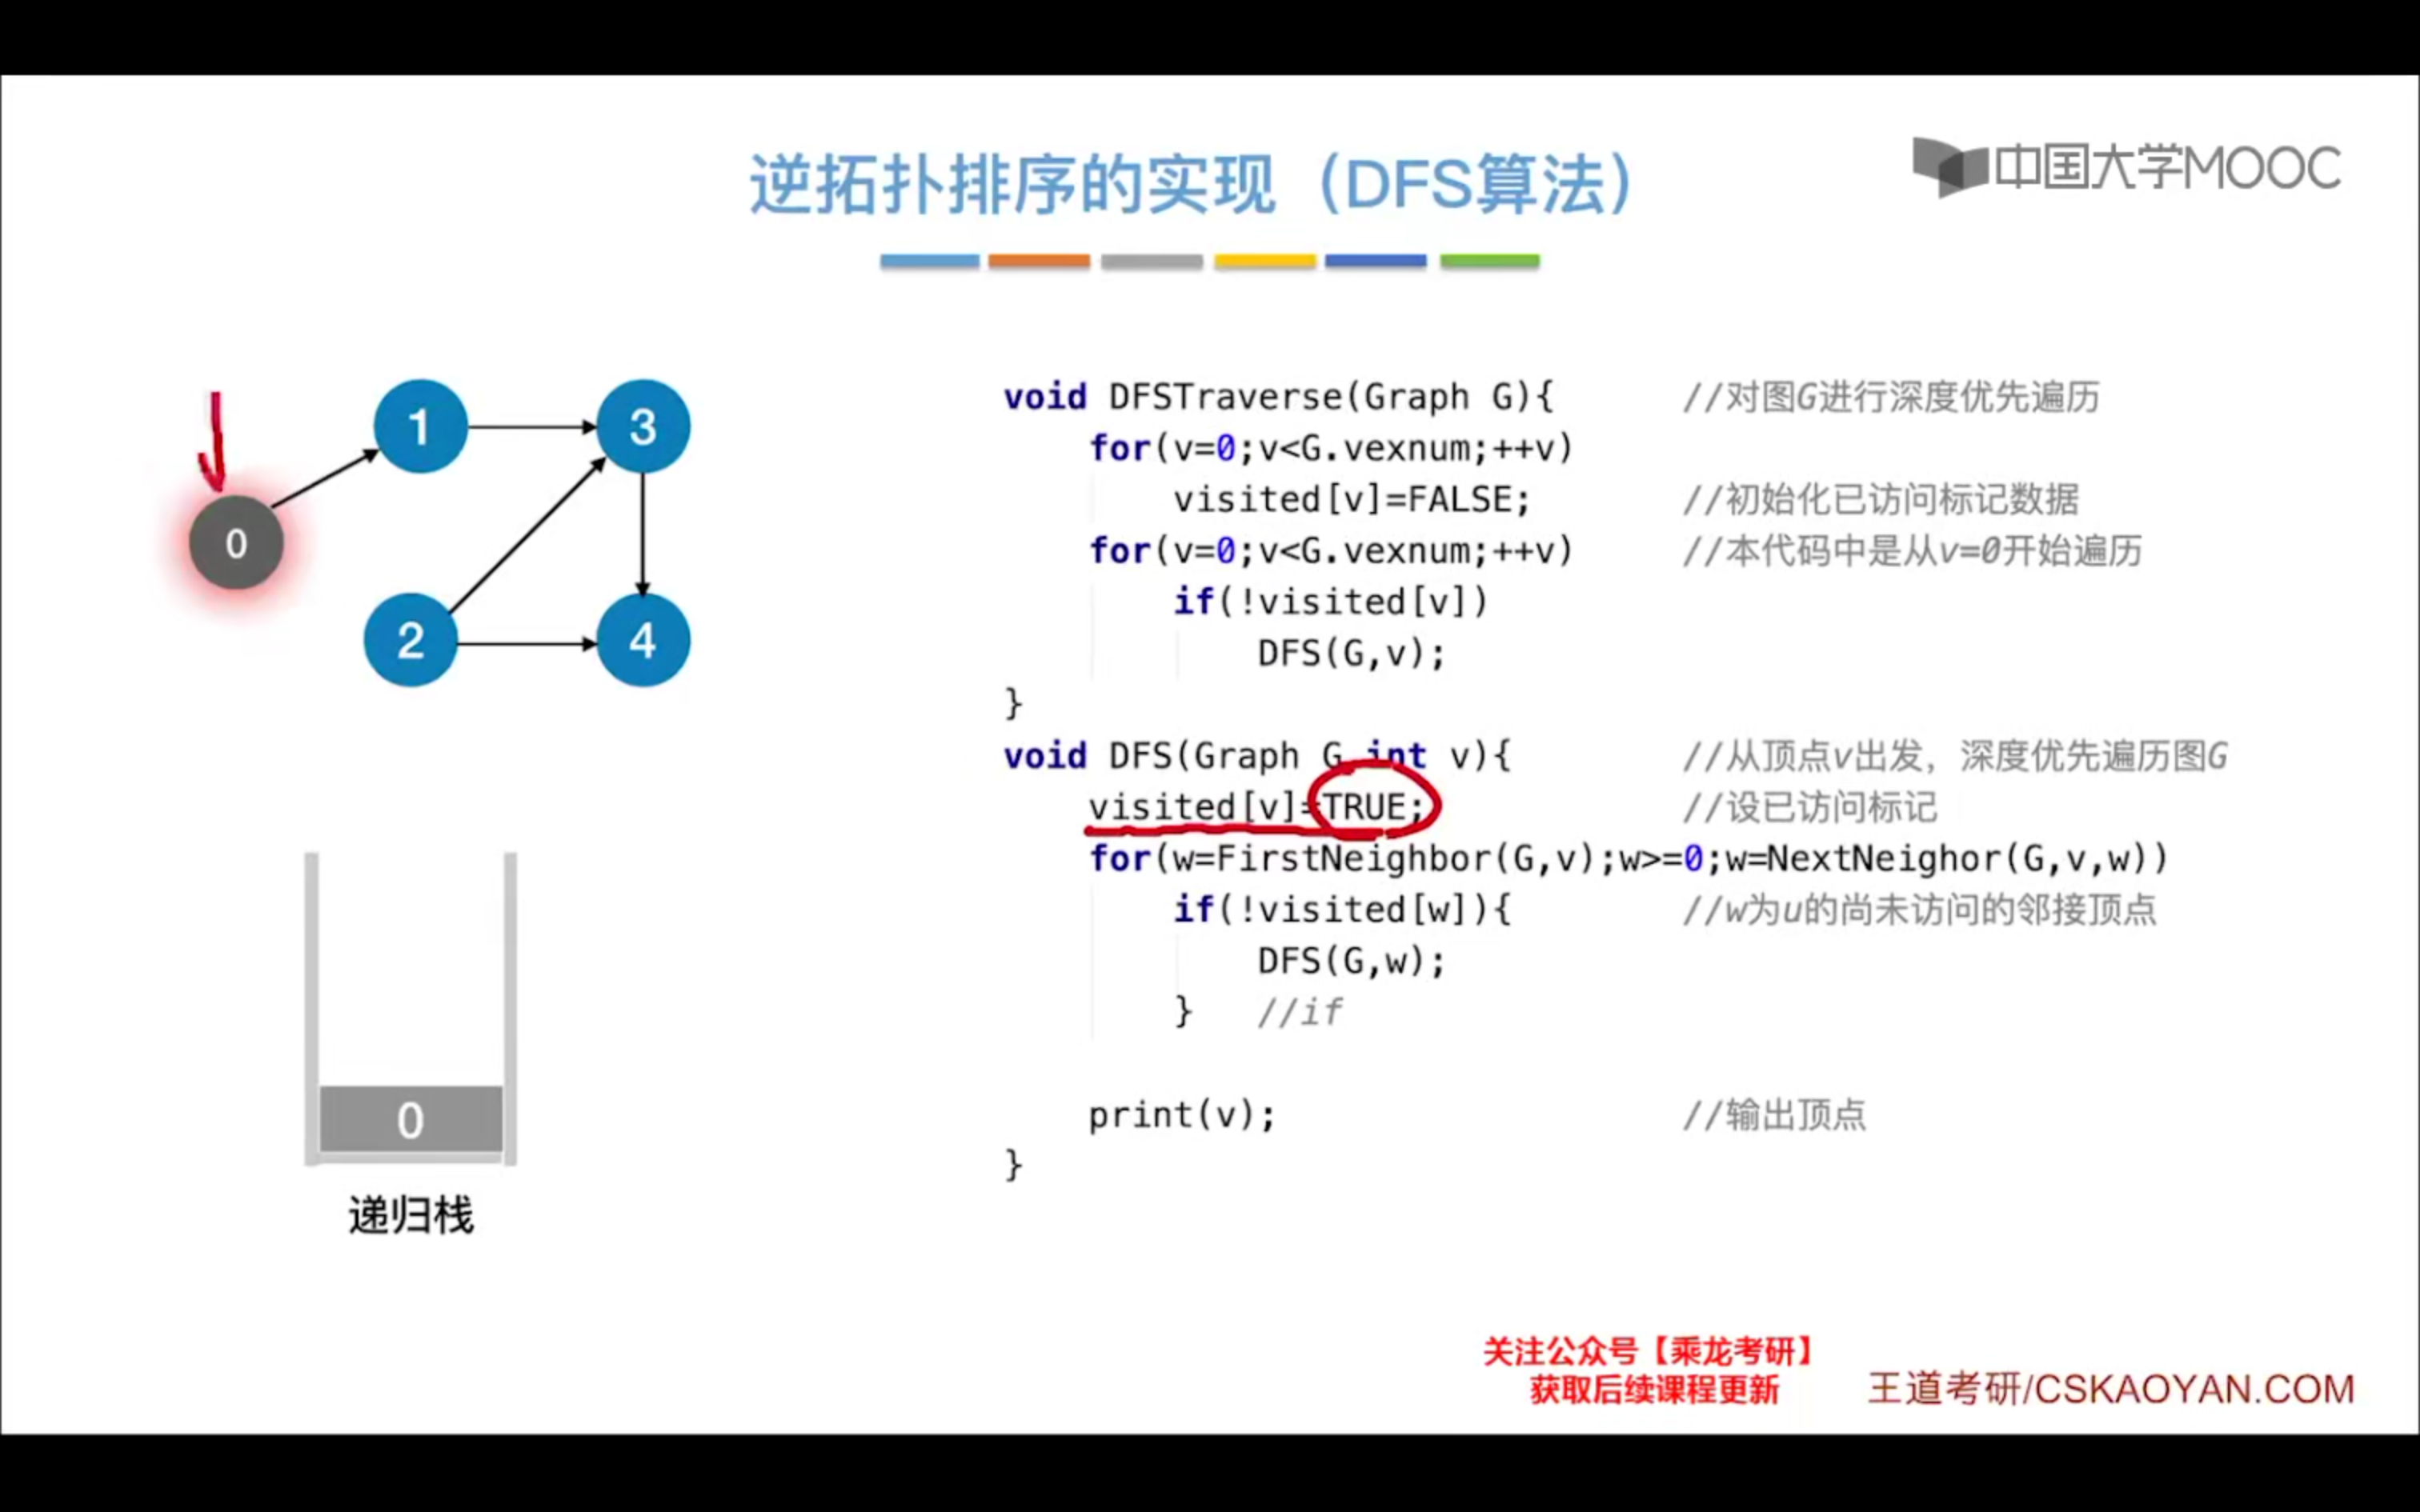 逆拓扑排序的实现（DFS算法）
中国大学MOOC
1
3
0
2
4
0
递归栈
void DFSTraverse(Graph G){ //对图G进行深度优先遍历
for(v=0;v<G.vexnum;++v)
visited[v]=FALSE; //初始化已访问标记数据
for(v=0;v<G.vexnum;++v) //本代码中是从v=0开始遍历
if(!visited[v])
DFS(G,v);
}
void DFS(Graph G,int v){ //从顶点v出发，深度优先遍历图G
visited[v]=TRUE; //设已访问标记
for(w=FirstNeighbor(G,v);w>=0;w=NextNeighor(G,v,w))
if(!visited[w]){ //w为u的尚未访问的邻接顶点
DFS(G,w);
} //if
print(v); //输出顶点
}
关注公众号【乘龙考研】
获取后续课程更新
王道考研/CSKAOYAN.COM